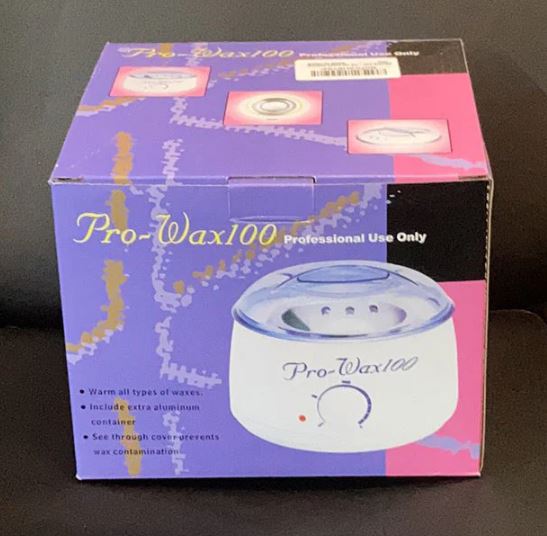 Pro-Wax100 Professional Use Only
Pro-Wax100 Professional Use Only
Pro-Wax100
• Warm all types of waxes.
• Include extra aluminum
container
• See through cover prerents
wax contamination